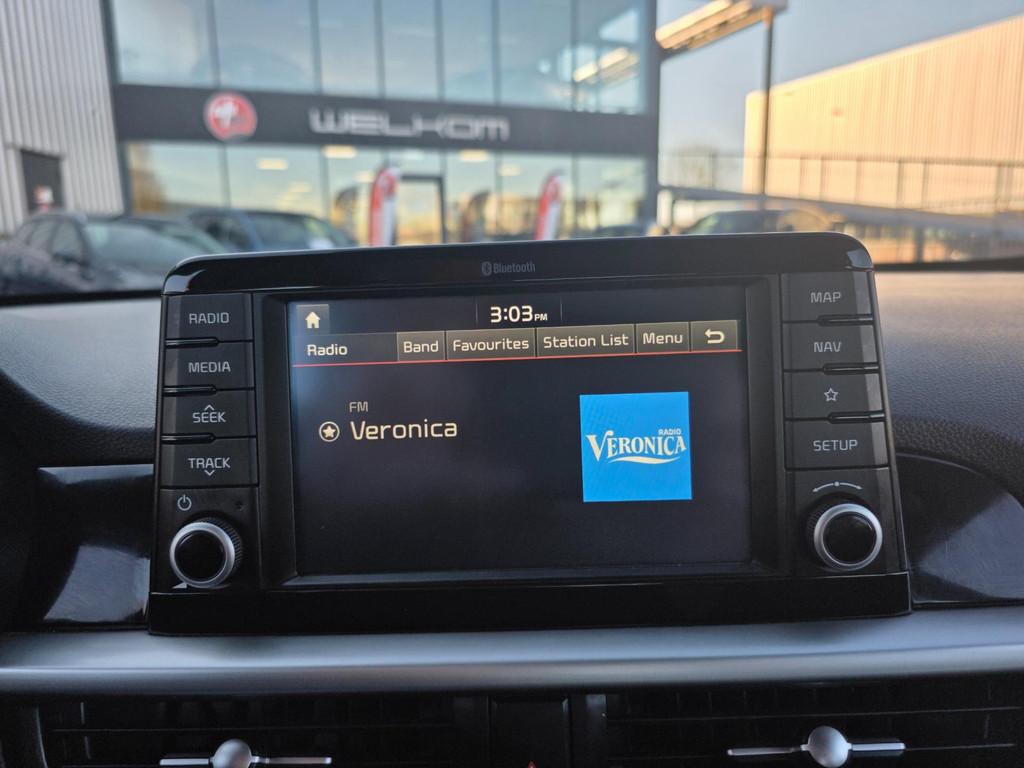 WELKOM
Bluetooth
RADIO
MEDIA
SEEK
TRACK
3:03PM
Radio
Band
Favourites
Station List
Menu
FM
Veronica
RADIO
VERONICA
MAP
NAV
SETUP